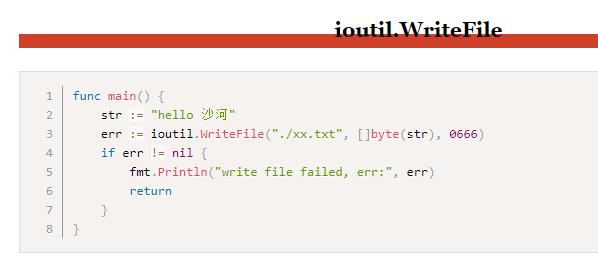 ioutil.WriteFile
1 func main() {
2     str := "hello 沙河"
3     err := ioutil.WriteFile("./xx.txt", []byte(str), 0666)
4     if err != nil {
5         fmt.Println("write file failed, err:", err)
6         return
7     }
8 }